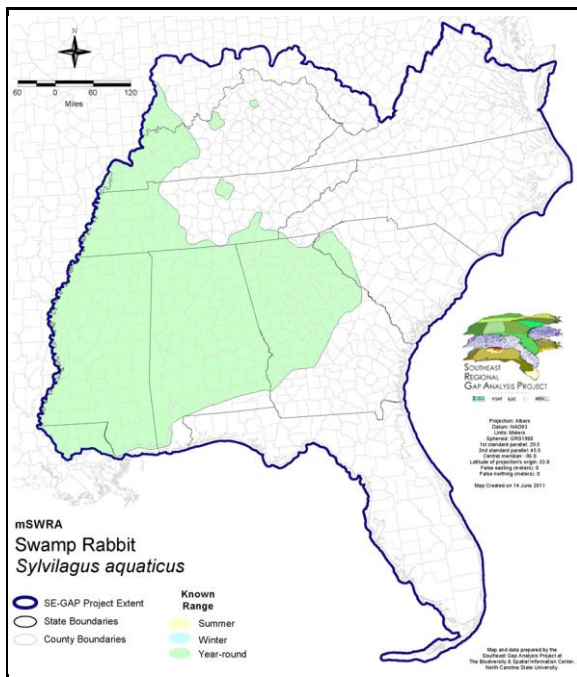 N
60 0 60 120
Miles
SOUTHEAST
REGIONAL
GAP ANALYSIS PROJECT
Projection: Albers
Datum: NAD83
Units: Meters
Spheroid: GRS1980
1st standard parallel: 29.5
2nd standard parallel: 45.5
Central meridian: -96.0
Latitude of projection's origin: 23.0
False easting (meters): 0
False northing (meters): 0
Map Created on 14 June 2011
mSWRA
Swamp Rabbit
Sylvilagus aquaticus
SE-GAP Project Extent
State Boundaries
County Boundaries
Known
Range
Summer
Winter
Year-round
Map and data prepared by the
Southeast Gap Analysis Project at
The Biodiversity & Spatial Information Center,
North Carolina State University.